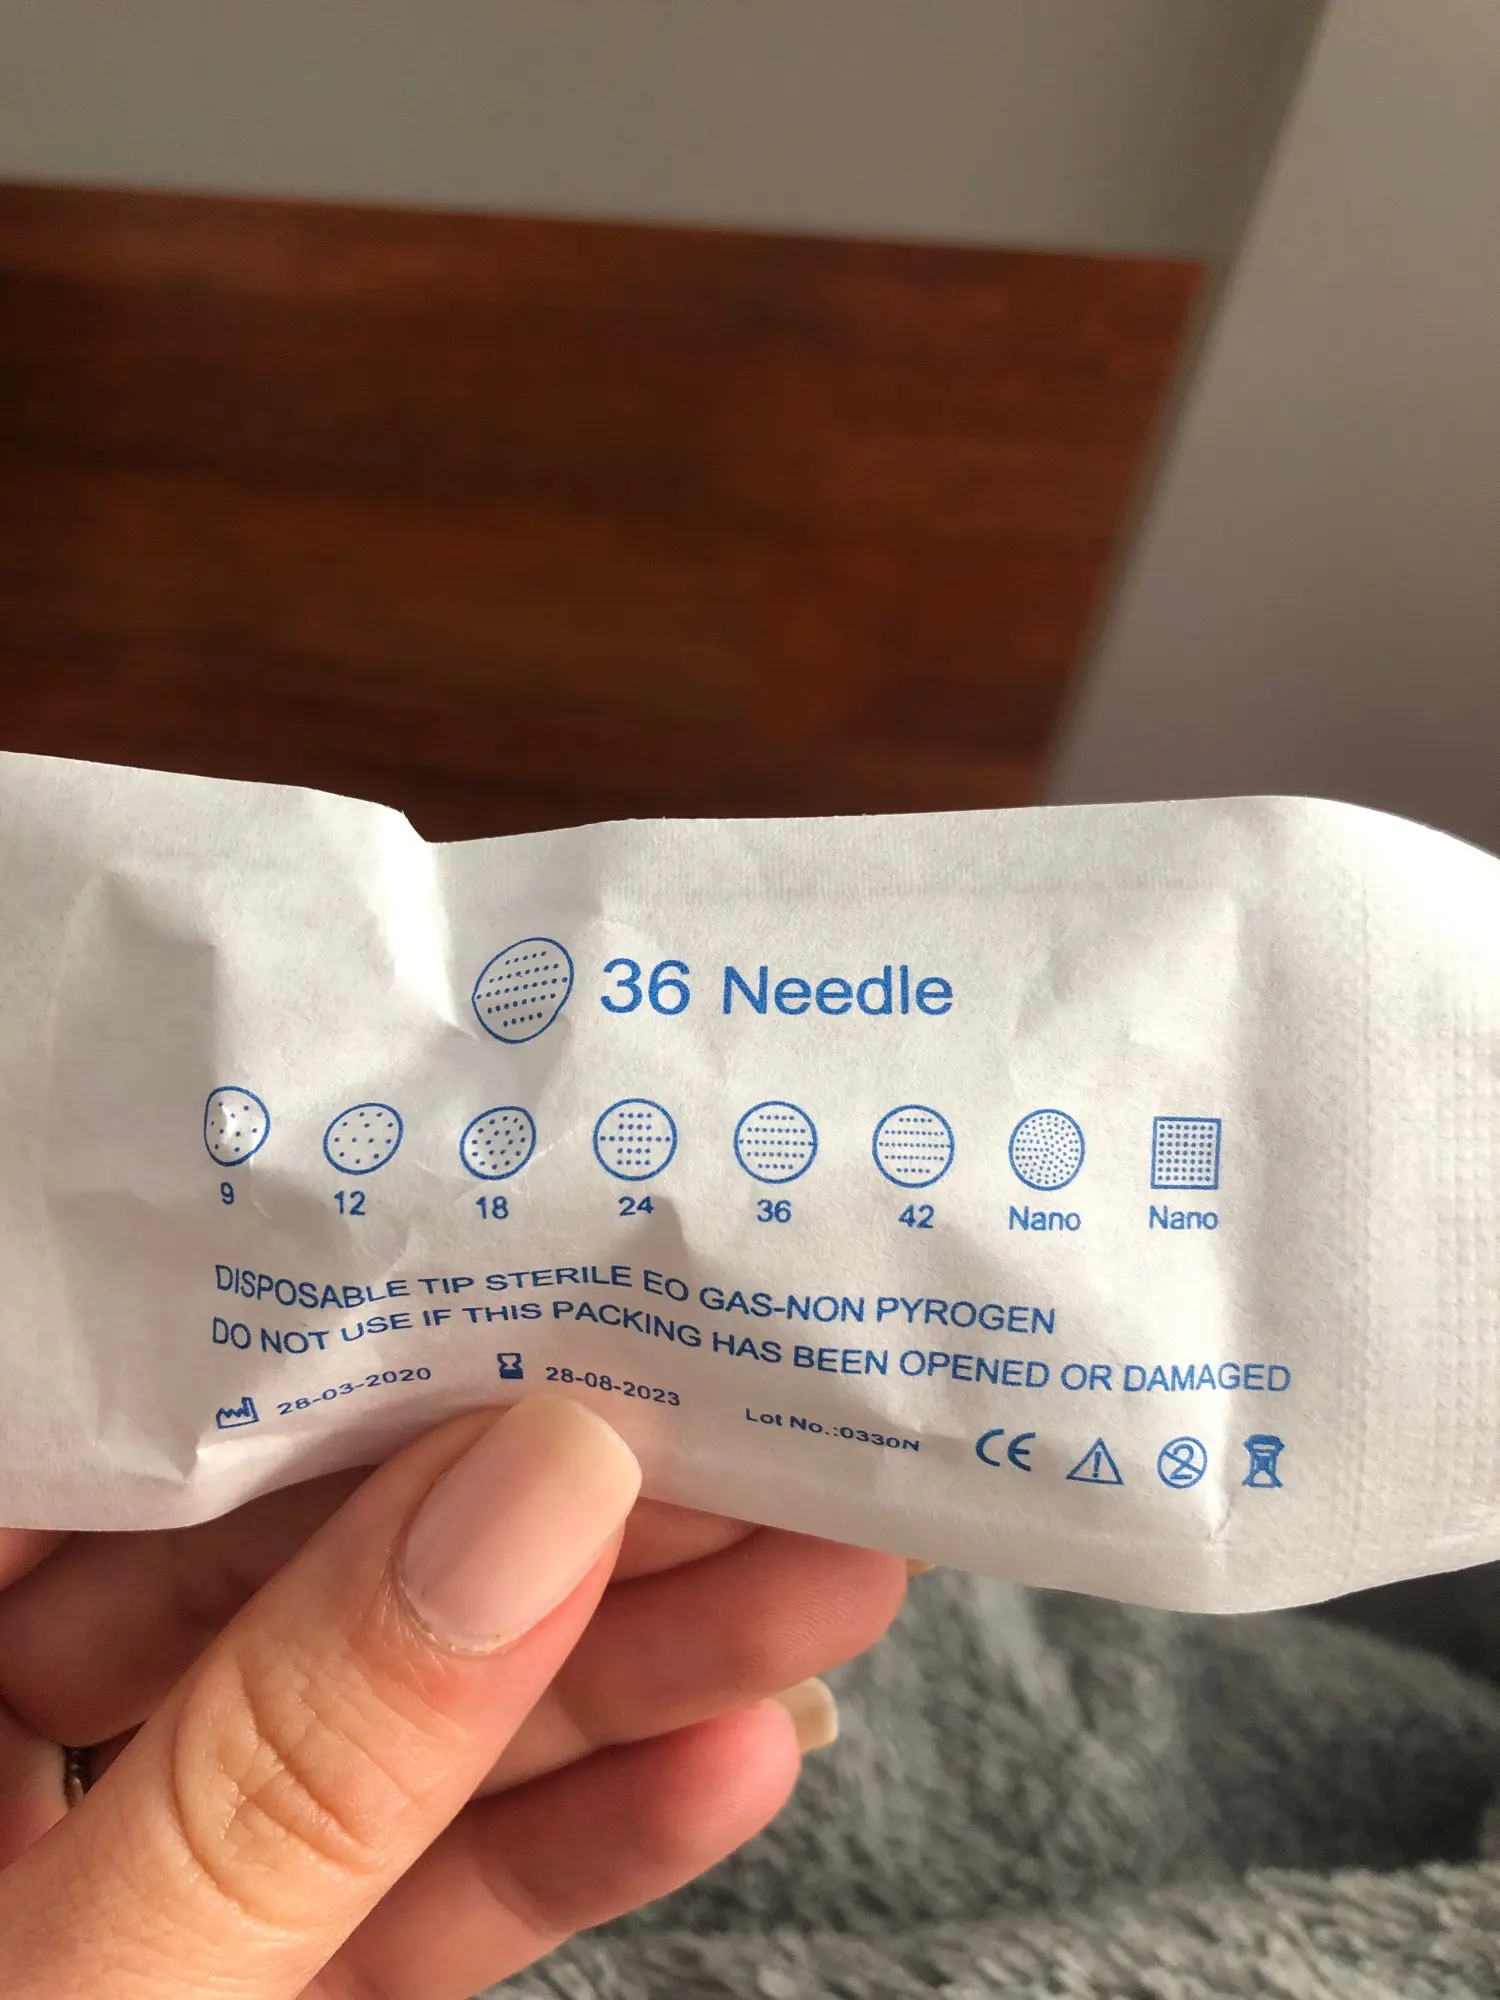 36 Needle
9 12 18 24 36 42 Nano Nano
DISPOSABLE TIP STERILE EO GAS-NON PYROGEN
DO NOT USE IF THIS PACKING HAS BEEN OPENED OR DAMAGED
28-03-2020 28-08-2023 Lot No.:0330N CE 2